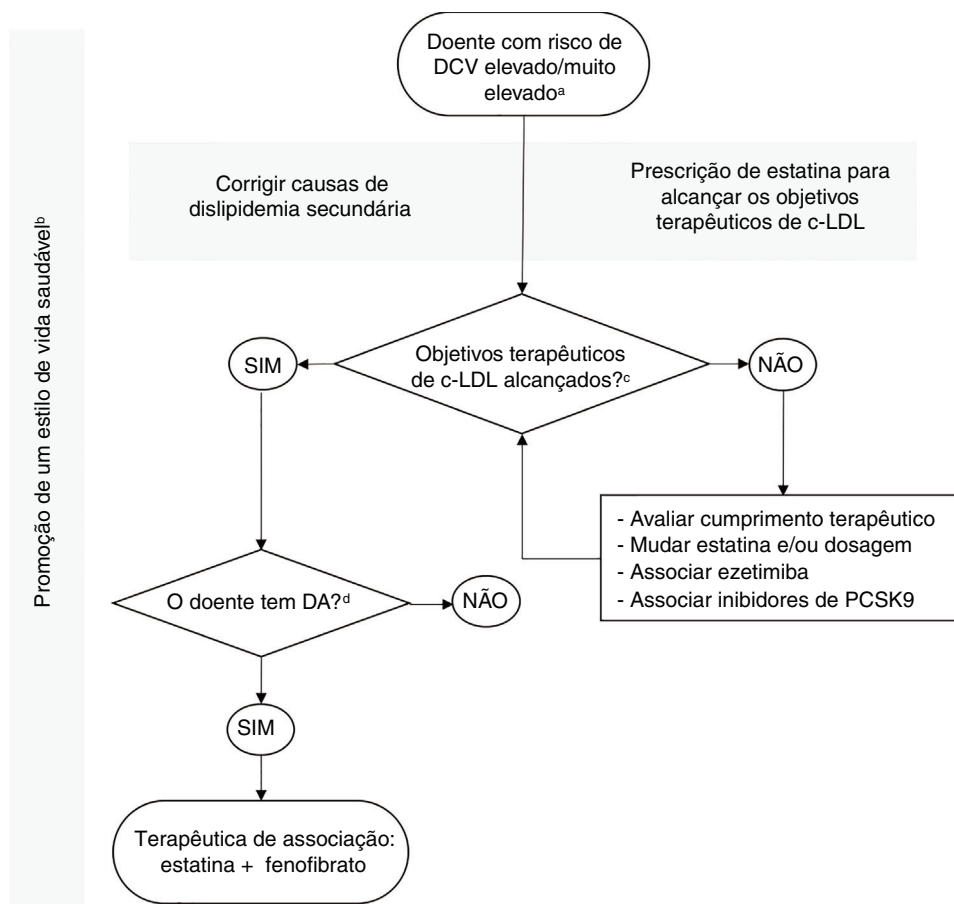 Doente com risco de
DCV elevado/muito
elevadoᵃ
Promoção de um estilo de vida saudávelᵇ
Corrigir causas de
dislipidemia secundária
Prescrição de estatina para
alcançar os objetivos
terapêuticos de c-LDL
Objetivos terapêuticos
de c-LDL alcançados?ᶜ
SIM
NÃO
- Avaliar cumprimento terapêutico
- Mudar estatina e/ou dosagem
- Associar ezetimiba
- Associar inibidores de PCSK9
O doente tem DA?ᵈ
NÃO
SIM
Terapêutica de associação:
estatina + fenofibrato